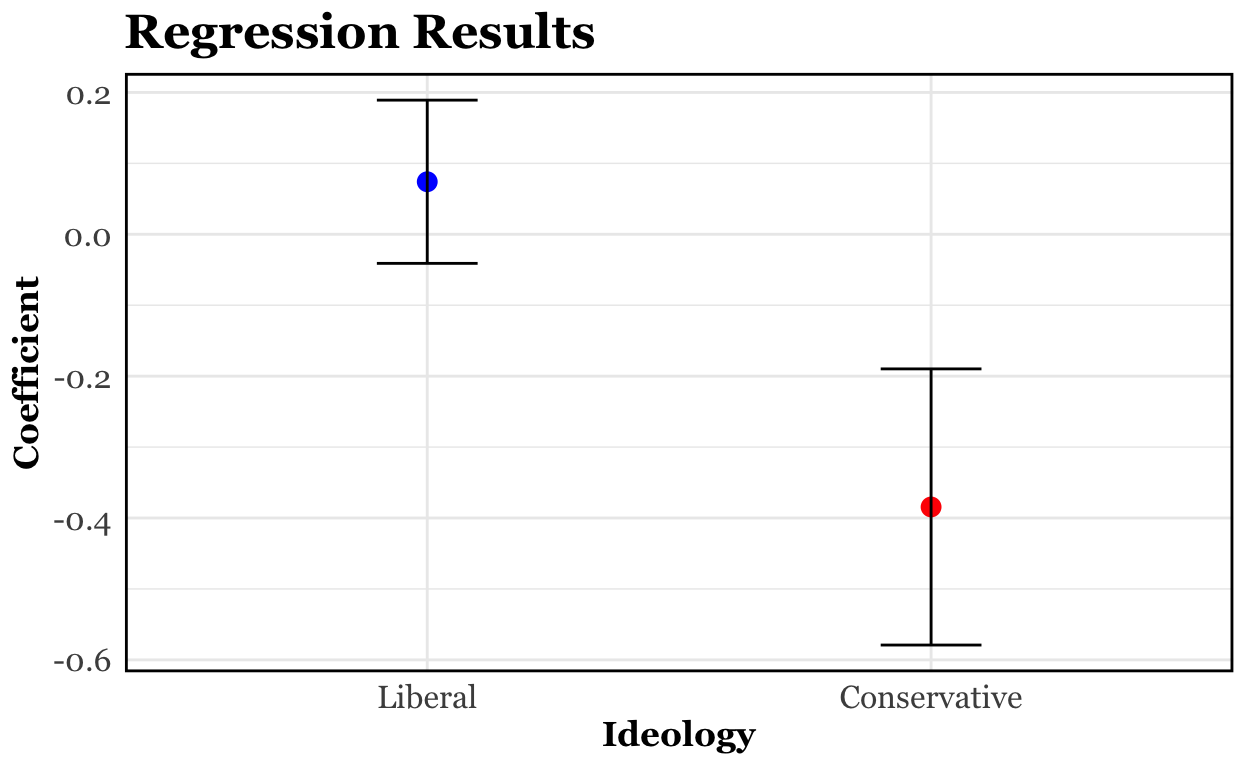 Regression Results
0.2
0.0
-0.2
-0.4
-0.6
Coefficient
Liberal Conservative
Ideology